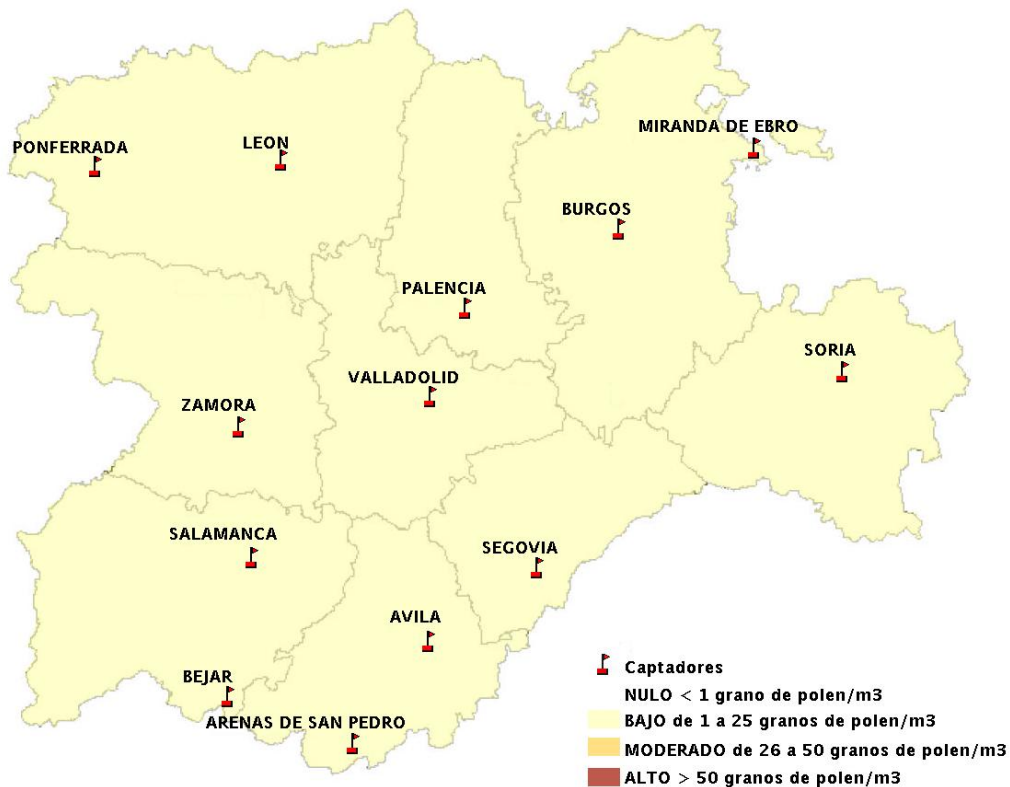 MIRANDA DE EBRO
PONFERRADA
LEON
BURGOS
PALENCIA
SORIA
VALLADOLID
ZAMORA
SALAMANCA
SEGOVIA
AVILA
BEJAR
ARENAS DE SAN PEDRO
Captadores
NULO < 1 grano de polen/m3
BAJO de 1 a 25 granos de polen/m3
MODERADO de 26 a 50 granos de polen/m3
ALTO > 50 granos de polen/m3